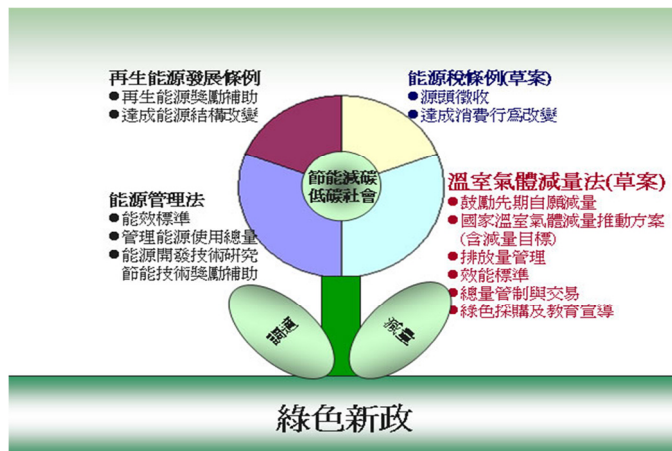 再生能源發展條例
●再生能源獎勵補助
●達成能源結構改變
能源稅條例(草案)
●源頭徵收
●達成消費行為改變
節能減碳
低碳社會
能源管理法
●能效標準
●管理能源使用總量
●能源開發技術研究
節能技術獎勵補助
溫室氣體減量法(草案)
●鼓勵先期自願減量
●國家溫室氣體減量推動方案
(含減量目標)
●排放量管理
●效能標準
●總量管制與交易
●綠色採購及教育宣導
調適
減量
綠色新政